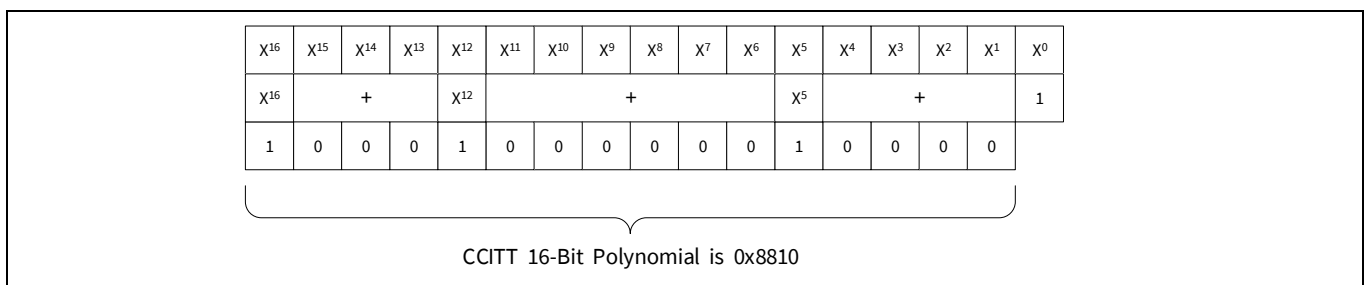 X¹⁶ X¹⁵ X¹⁴ X¹³ X¹² X¹¹ X¹⁰ X⁹ X⁸ X⁷ X⁶ X⁵ X⁴ X³ X² X¹ X⁰
X¹⁶ + X¹² + X⁵ + 1
1 0 0 0 1 0 0 0 0 0 0 1 0 0 0 0
CCITT 16-Bit Polynomial is 0x8810